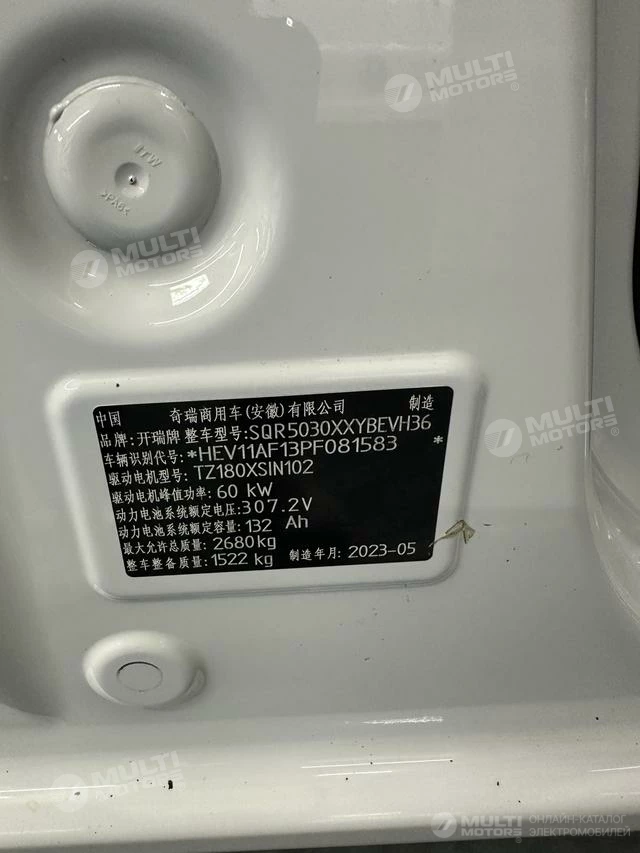 MULTI
MOTORS
ITW
>PA6<
MULTI
MOTORS
中国 奇瑞商用车(安徽)有限公司 制造
品牌:开瑞牌 整车型号:SQR5030XXYBEVH36
车辆识别代号:*HEV11AF13PF081583*
驱动电机型号:TZ180XSIN102
驱动电机峰值功率:60 kW
动力电池系统额定电压:307.2V
动力电池系统额定容量:132 Ah
最大允许总质量:2680kg
整车整备质量:1522 kg 制造年月:2023-05
MULTI
MOTORS
MULTI
MOTORS
ОНЛАЙН-КАТАЛОГ
ЭЛЕКТРОМОБИЛЕЙ